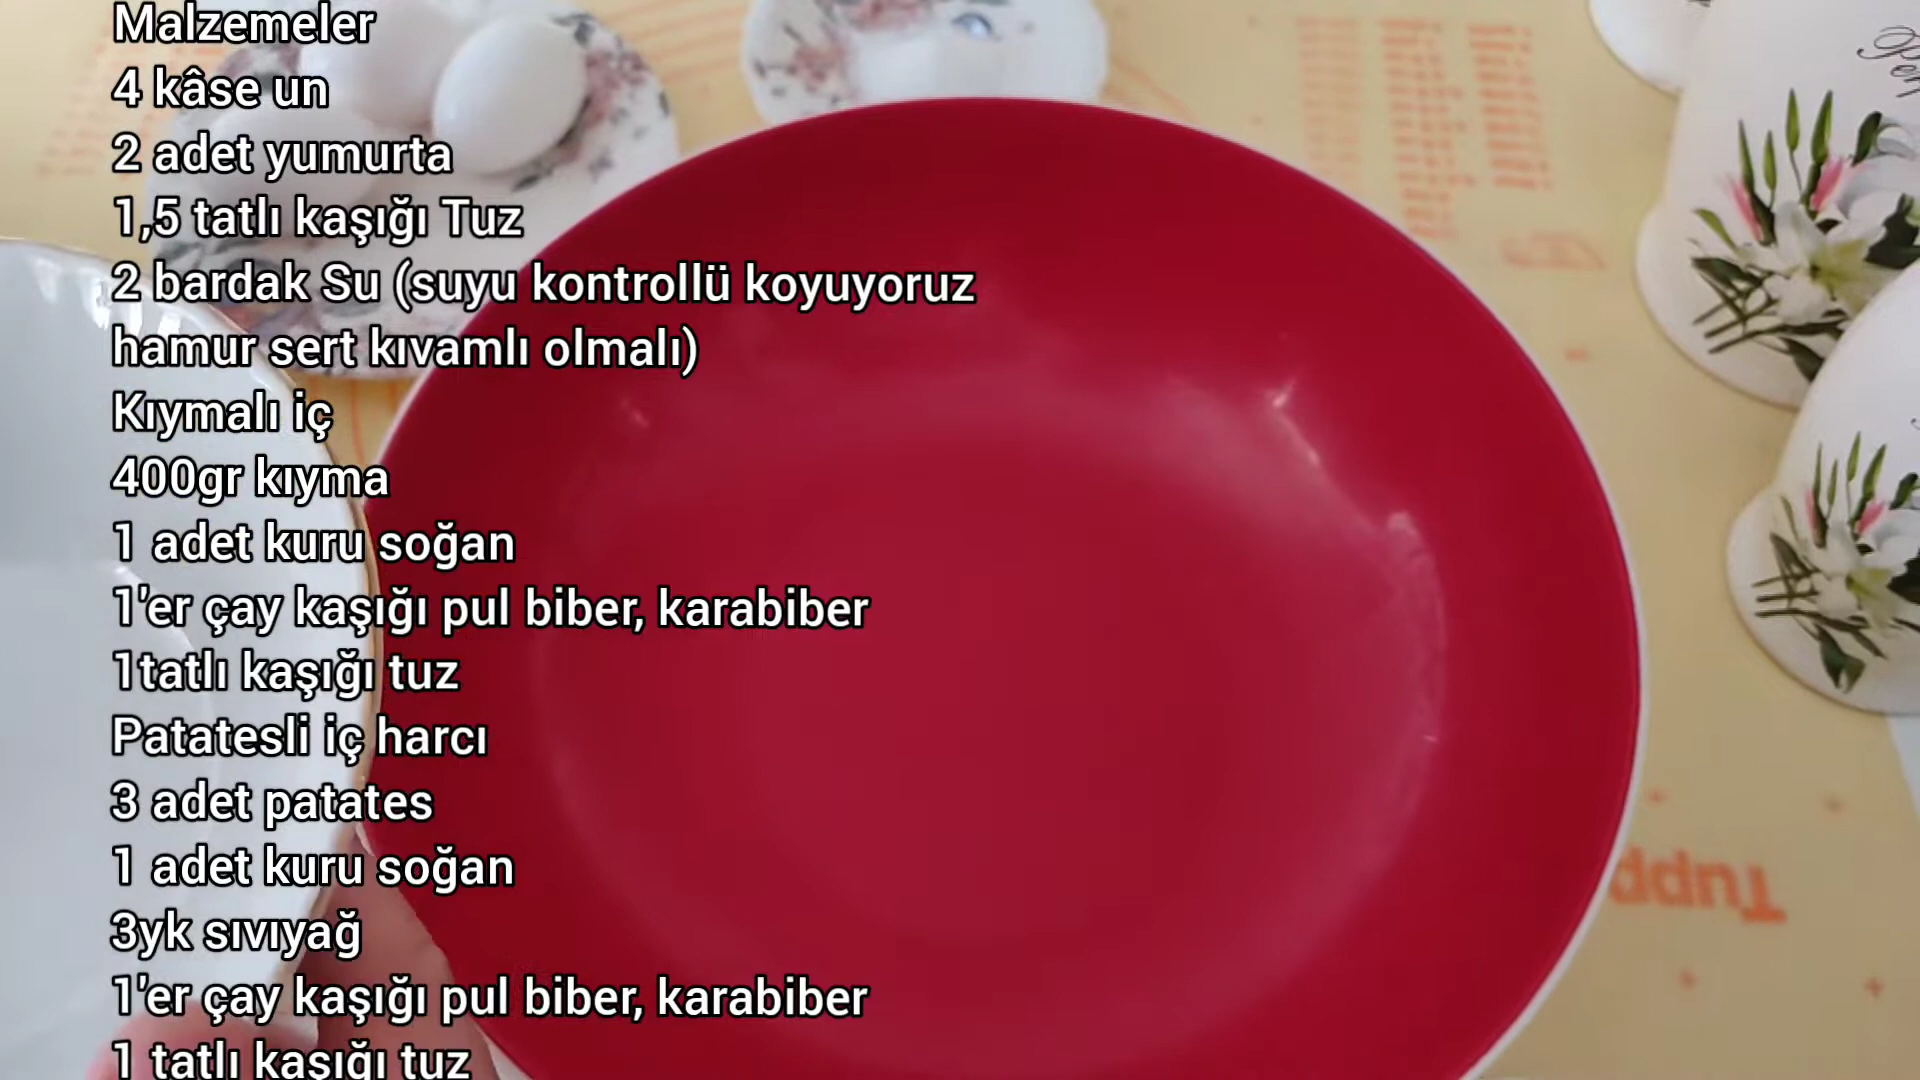 Malzemeler
4 kâse un
2 adet yumurta
1,5 tatlı kaşığı Tuz
2 bardak Su (suyu kontrollü koyuyoruz
hamur sert kıvamlı olmalı)
Kıymalı iç
400gr kıyma
1 adet kuru soğan
1'er çay kaşığı pul biber, karabiber
1tatlı kaşığı tuz
Patatesli iç harcı
3 adet patates
1 adet kuru soğan
3yk sıvıyağ
1'er çay kaşığı pul biber, karabiber
1 tatlı kaşığı tuz
Tupp